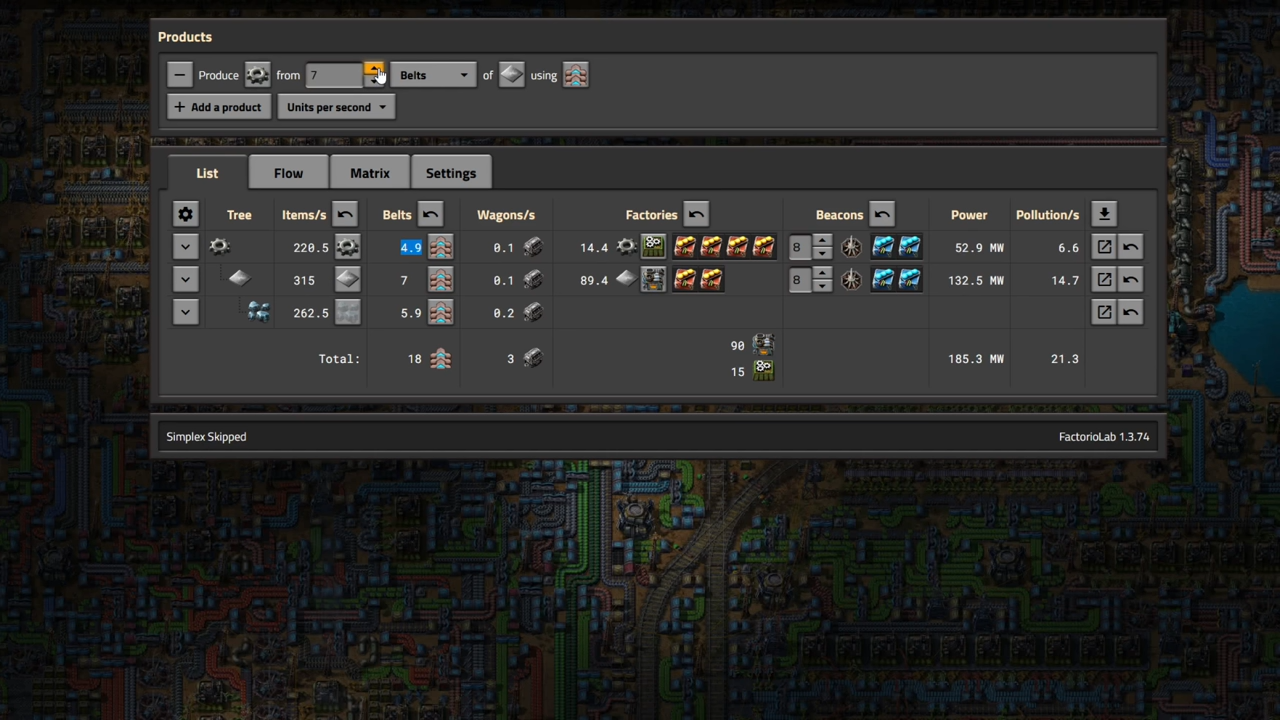 Products
Produce from 7 Belts of using
+ Add a product Units per second
List Flow Matrix Settings
Tree Items/s Belts Wagons/s Factories Beacons Power Pollution/s
220.5 4.9 0.1 14.4 8 52.9 MW 6.6
315 7 0.1 89.4 8 132.5 MW 14.7
262.5 5.9 0.2
90
Total: 18 3 185.3 MW 21.3
15
Simplex Skipped FactorioLab 1.3.74